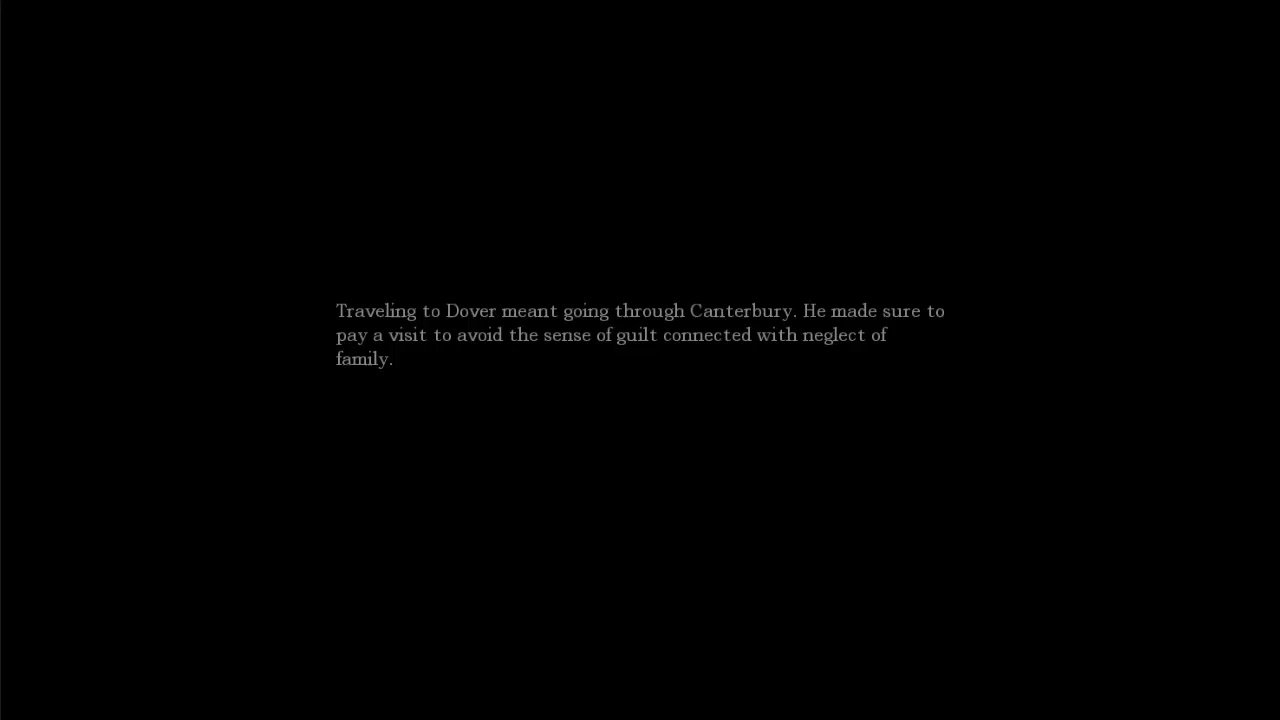 Traveling to Dover meant going through Canterbury. He made sure to
pay a visit to avoid the sense of guilt connected with neglect of
family.